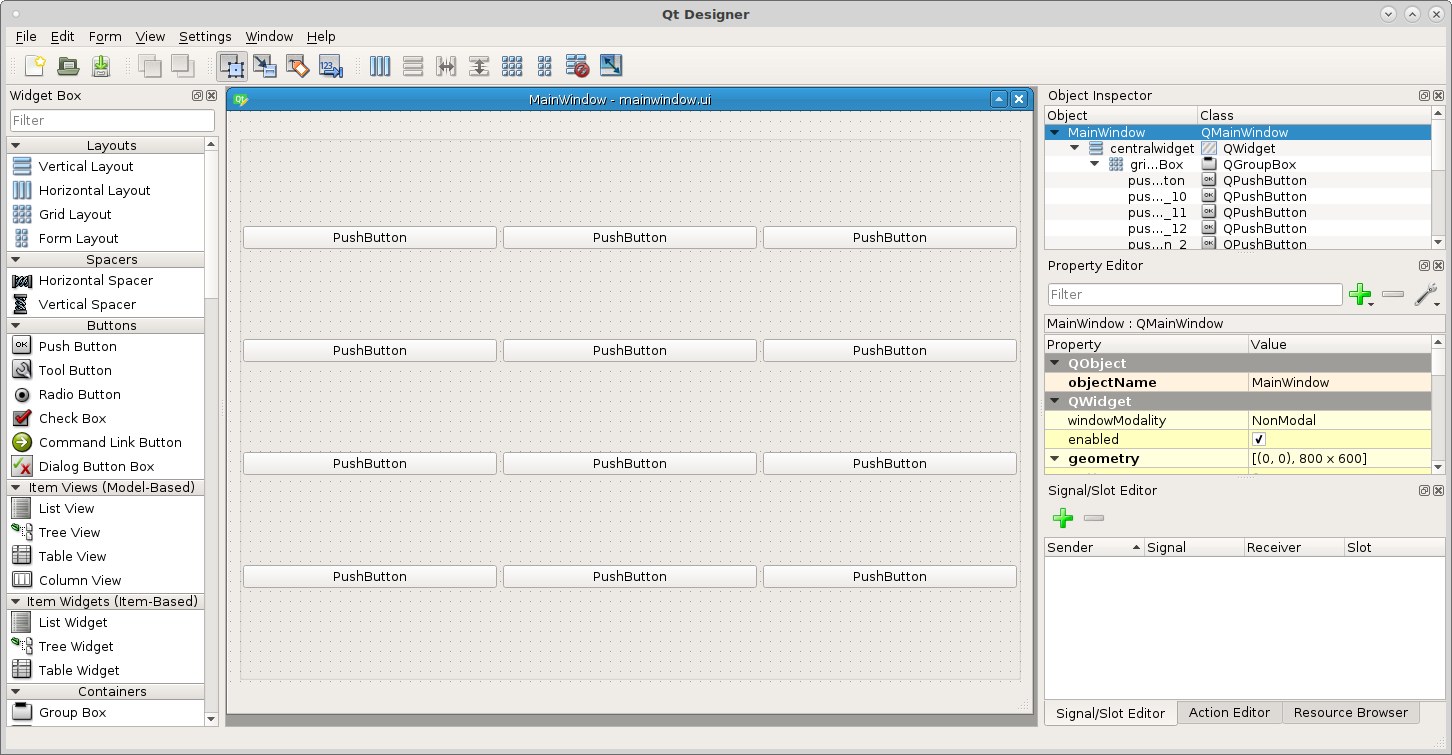 Qt Designer
File Edit Form View Settings Window Help
Widget Box
Filter
Layouts
Vertical Layout
Horizontal Layout
Grid Layout
Form Layout
Spacers
Horizontal Spacer
Vertical Spacer
Buttons
Push Button
Tool Button
Radio Button
Check Box
Command Link Button
Dialog Button Box
Item Views (Model-Based)
List View
Tree View
Table View
Column View
Item Widgets (Item-Based)
List Widget
Tree Widget
Table Widget
Containers
Group Box
MainWindow - mainwindow.ui
PushButton PushButton PushButton
PushButton PushButton PushButton
PushButton PushButton PushButton
PushButton PushButton PushButton
Object Inspector
Object Class
MainWindow QMainWindow
centralwidget QWidget
gri...Box QGroupBox
pus...ton QPushButton
pus..._10 QPushButton
pus..._11 QPushButton
pus..._12 QPushButton
pus...n_2 QPushButton
Property Editor
Filter
MainWindow : QMainWindow
Property Value
QObject
objectName MainWindow
QWidget
windowModality NonModal
enabled
geometry [(0, 0), 800 x 600]
Signal/Slot Editor
Sender Signal Receiver Slot
Signal/Slot Editor Action Editor Resource Browser